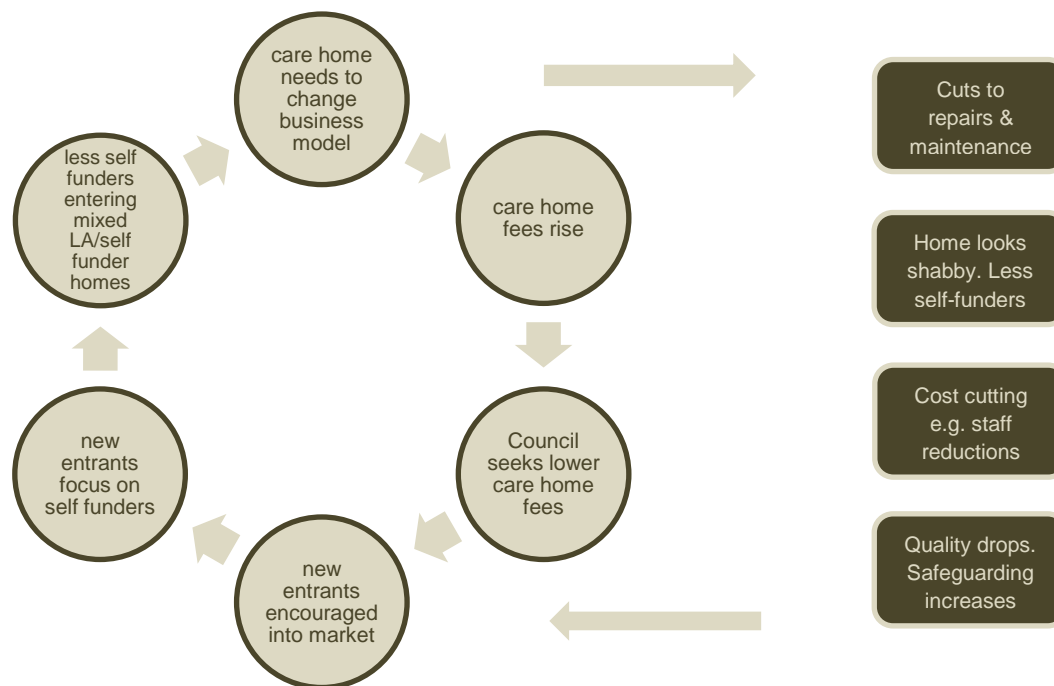 care home
needs to
change
business
model
care home
fees rise
Council
seeks lower
care home
fees
new
entrants
encouraged
into market
new
entrants
focus on
self funders
less self
funders
entering
mixed
LA/self
funder
homes
Cuts to
repairs &
maintenance
Home looks
shabby. Less
self-funders
Cost cutting
e.g. staff
reductions
Quality drops.
Safeguarding
increases